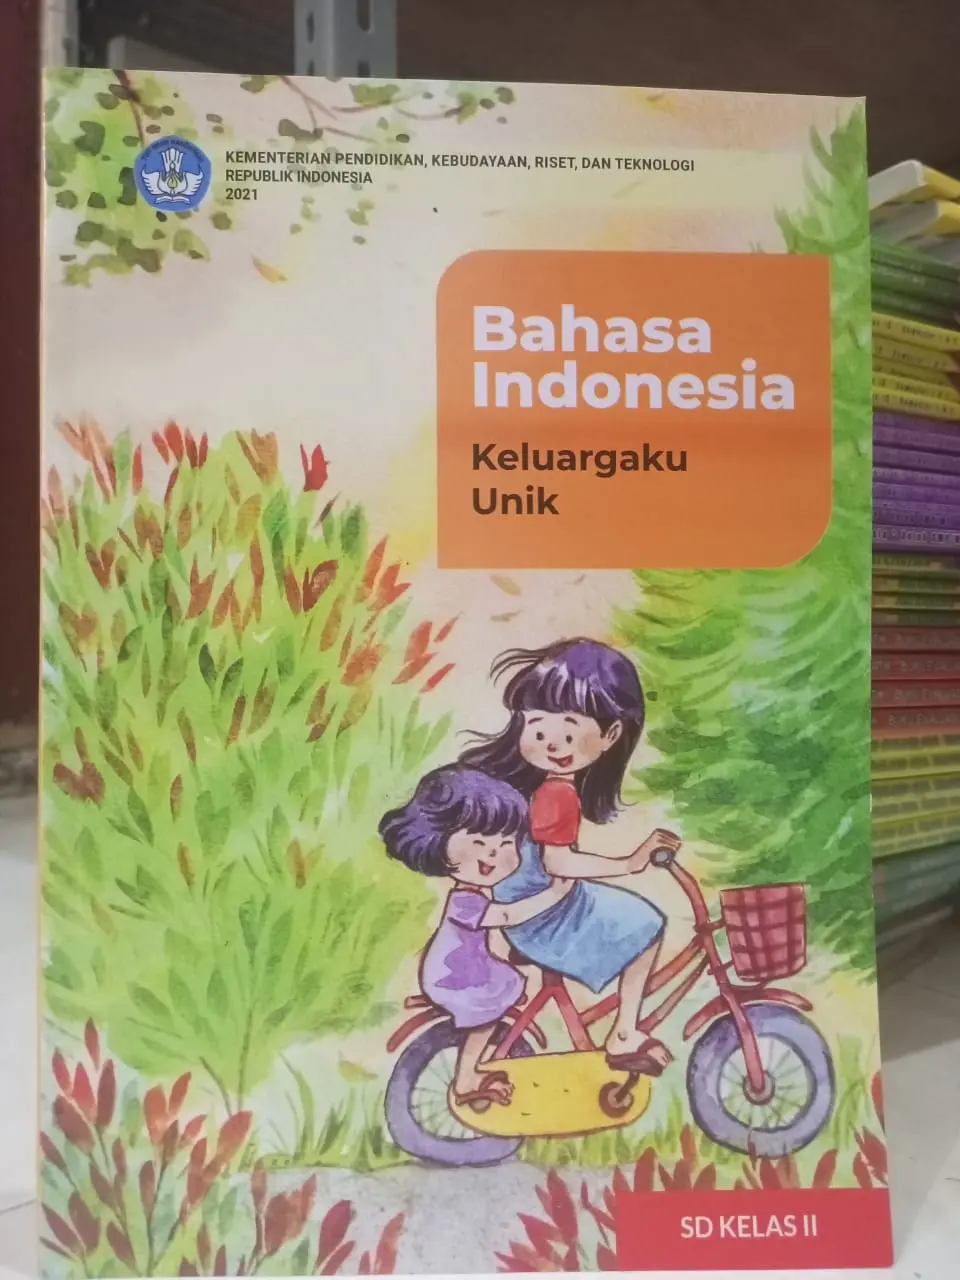 KEMENTERIAN PENDIDIKAN, KEBUDAYAAN, RISET, DAN TEKNOLOGI
REPUBLIK INDONESIA
2021
Bahasa
Indonesia
Keluargaku
Unik
SD KELAS II